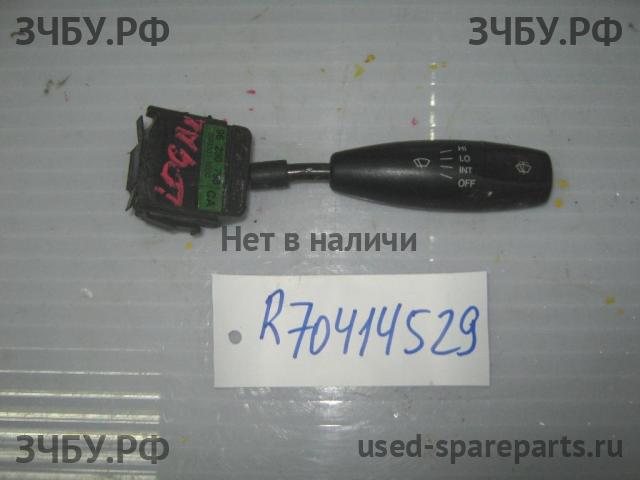 ЗЧБУ.РФ
ЗЧБУ.РФ
LOGAN
HI
LO
INT
OFF
Нет в наличи
R70414529
ЗЧБУ.РФ
used-spareparts.ru